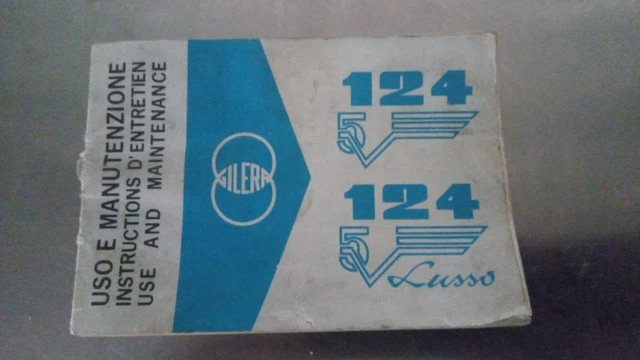 USO E MANUTENZIONE
INSTRUCTIONS D'ENTRETIEN
USE AND MAINTENANCE
GILERA
124
5V
124
5V
Lusso